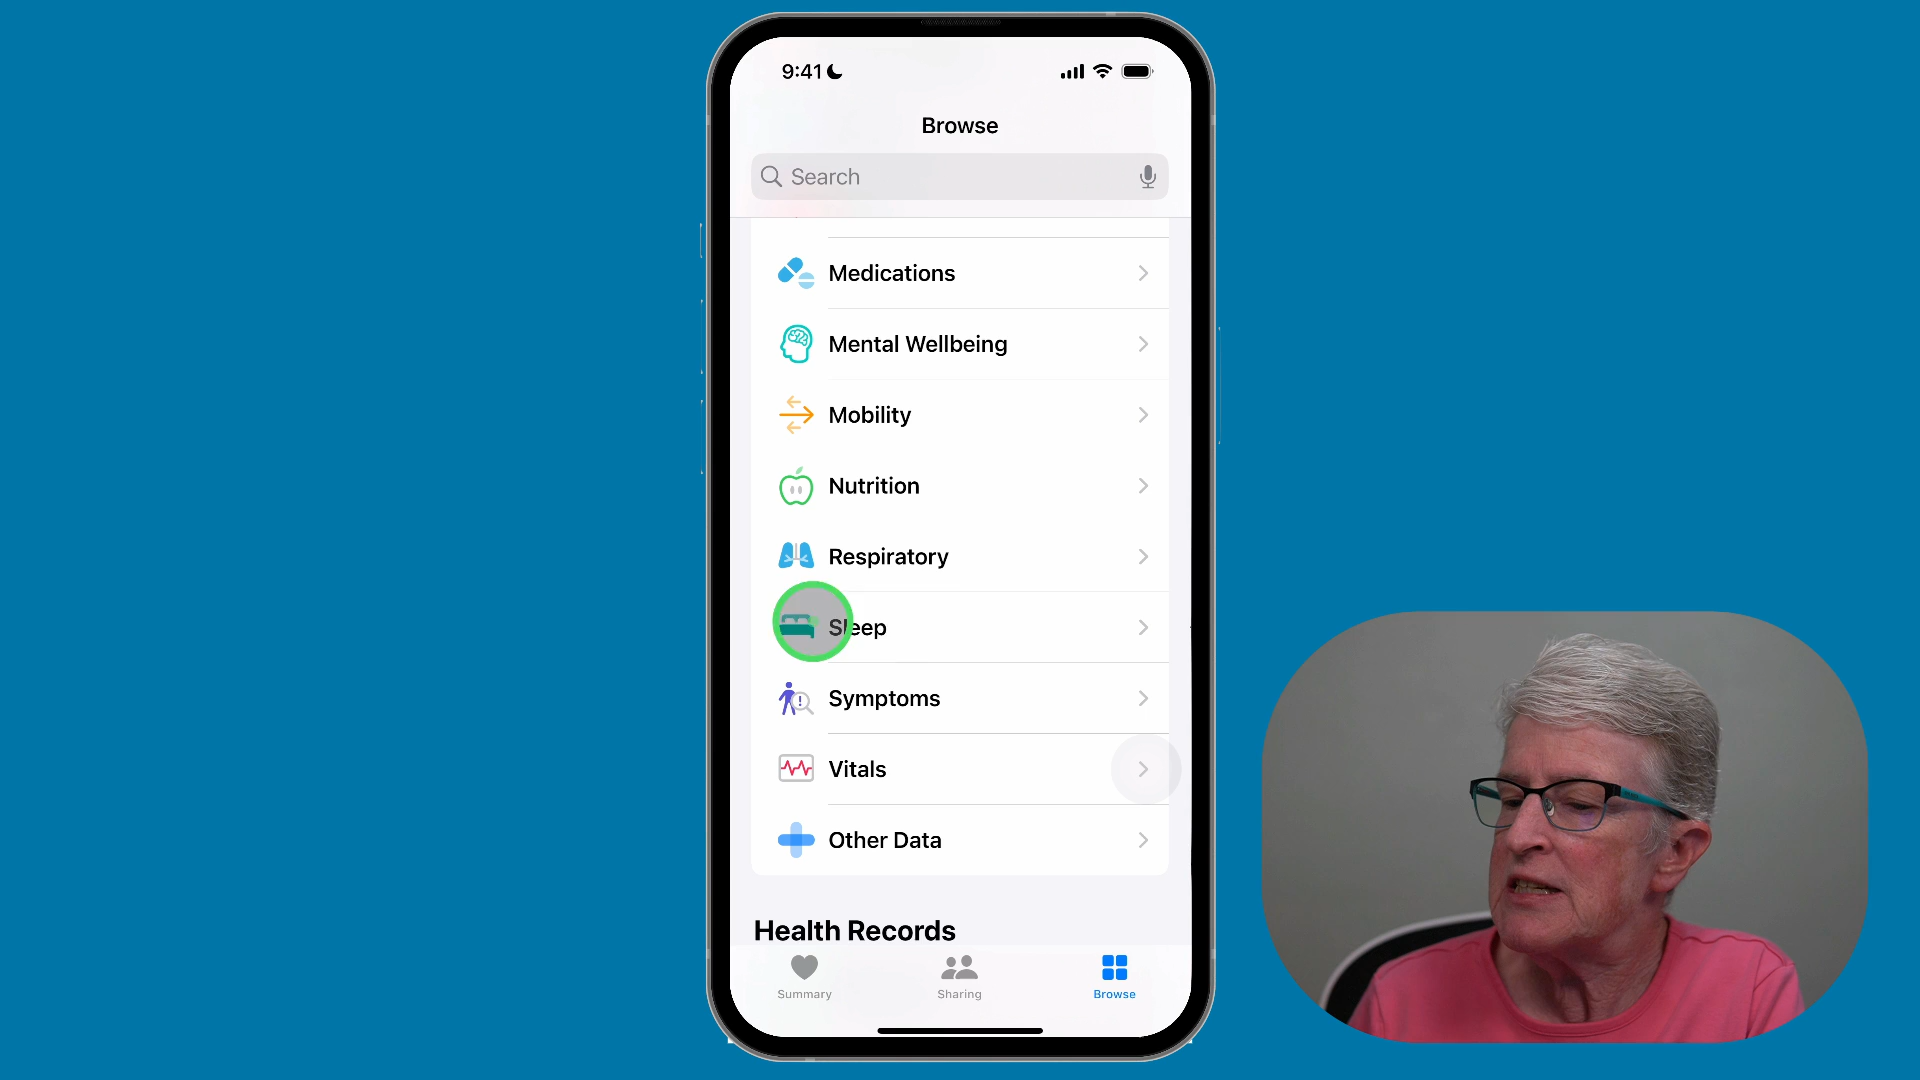 9:41
Browse
Search
Medications
Mental Wellbeing
Mobility
Nutrition
Respiratory
Sleep
Symptoms
Vitals
Other Data
Health Records
Summary
Sharing
Browse